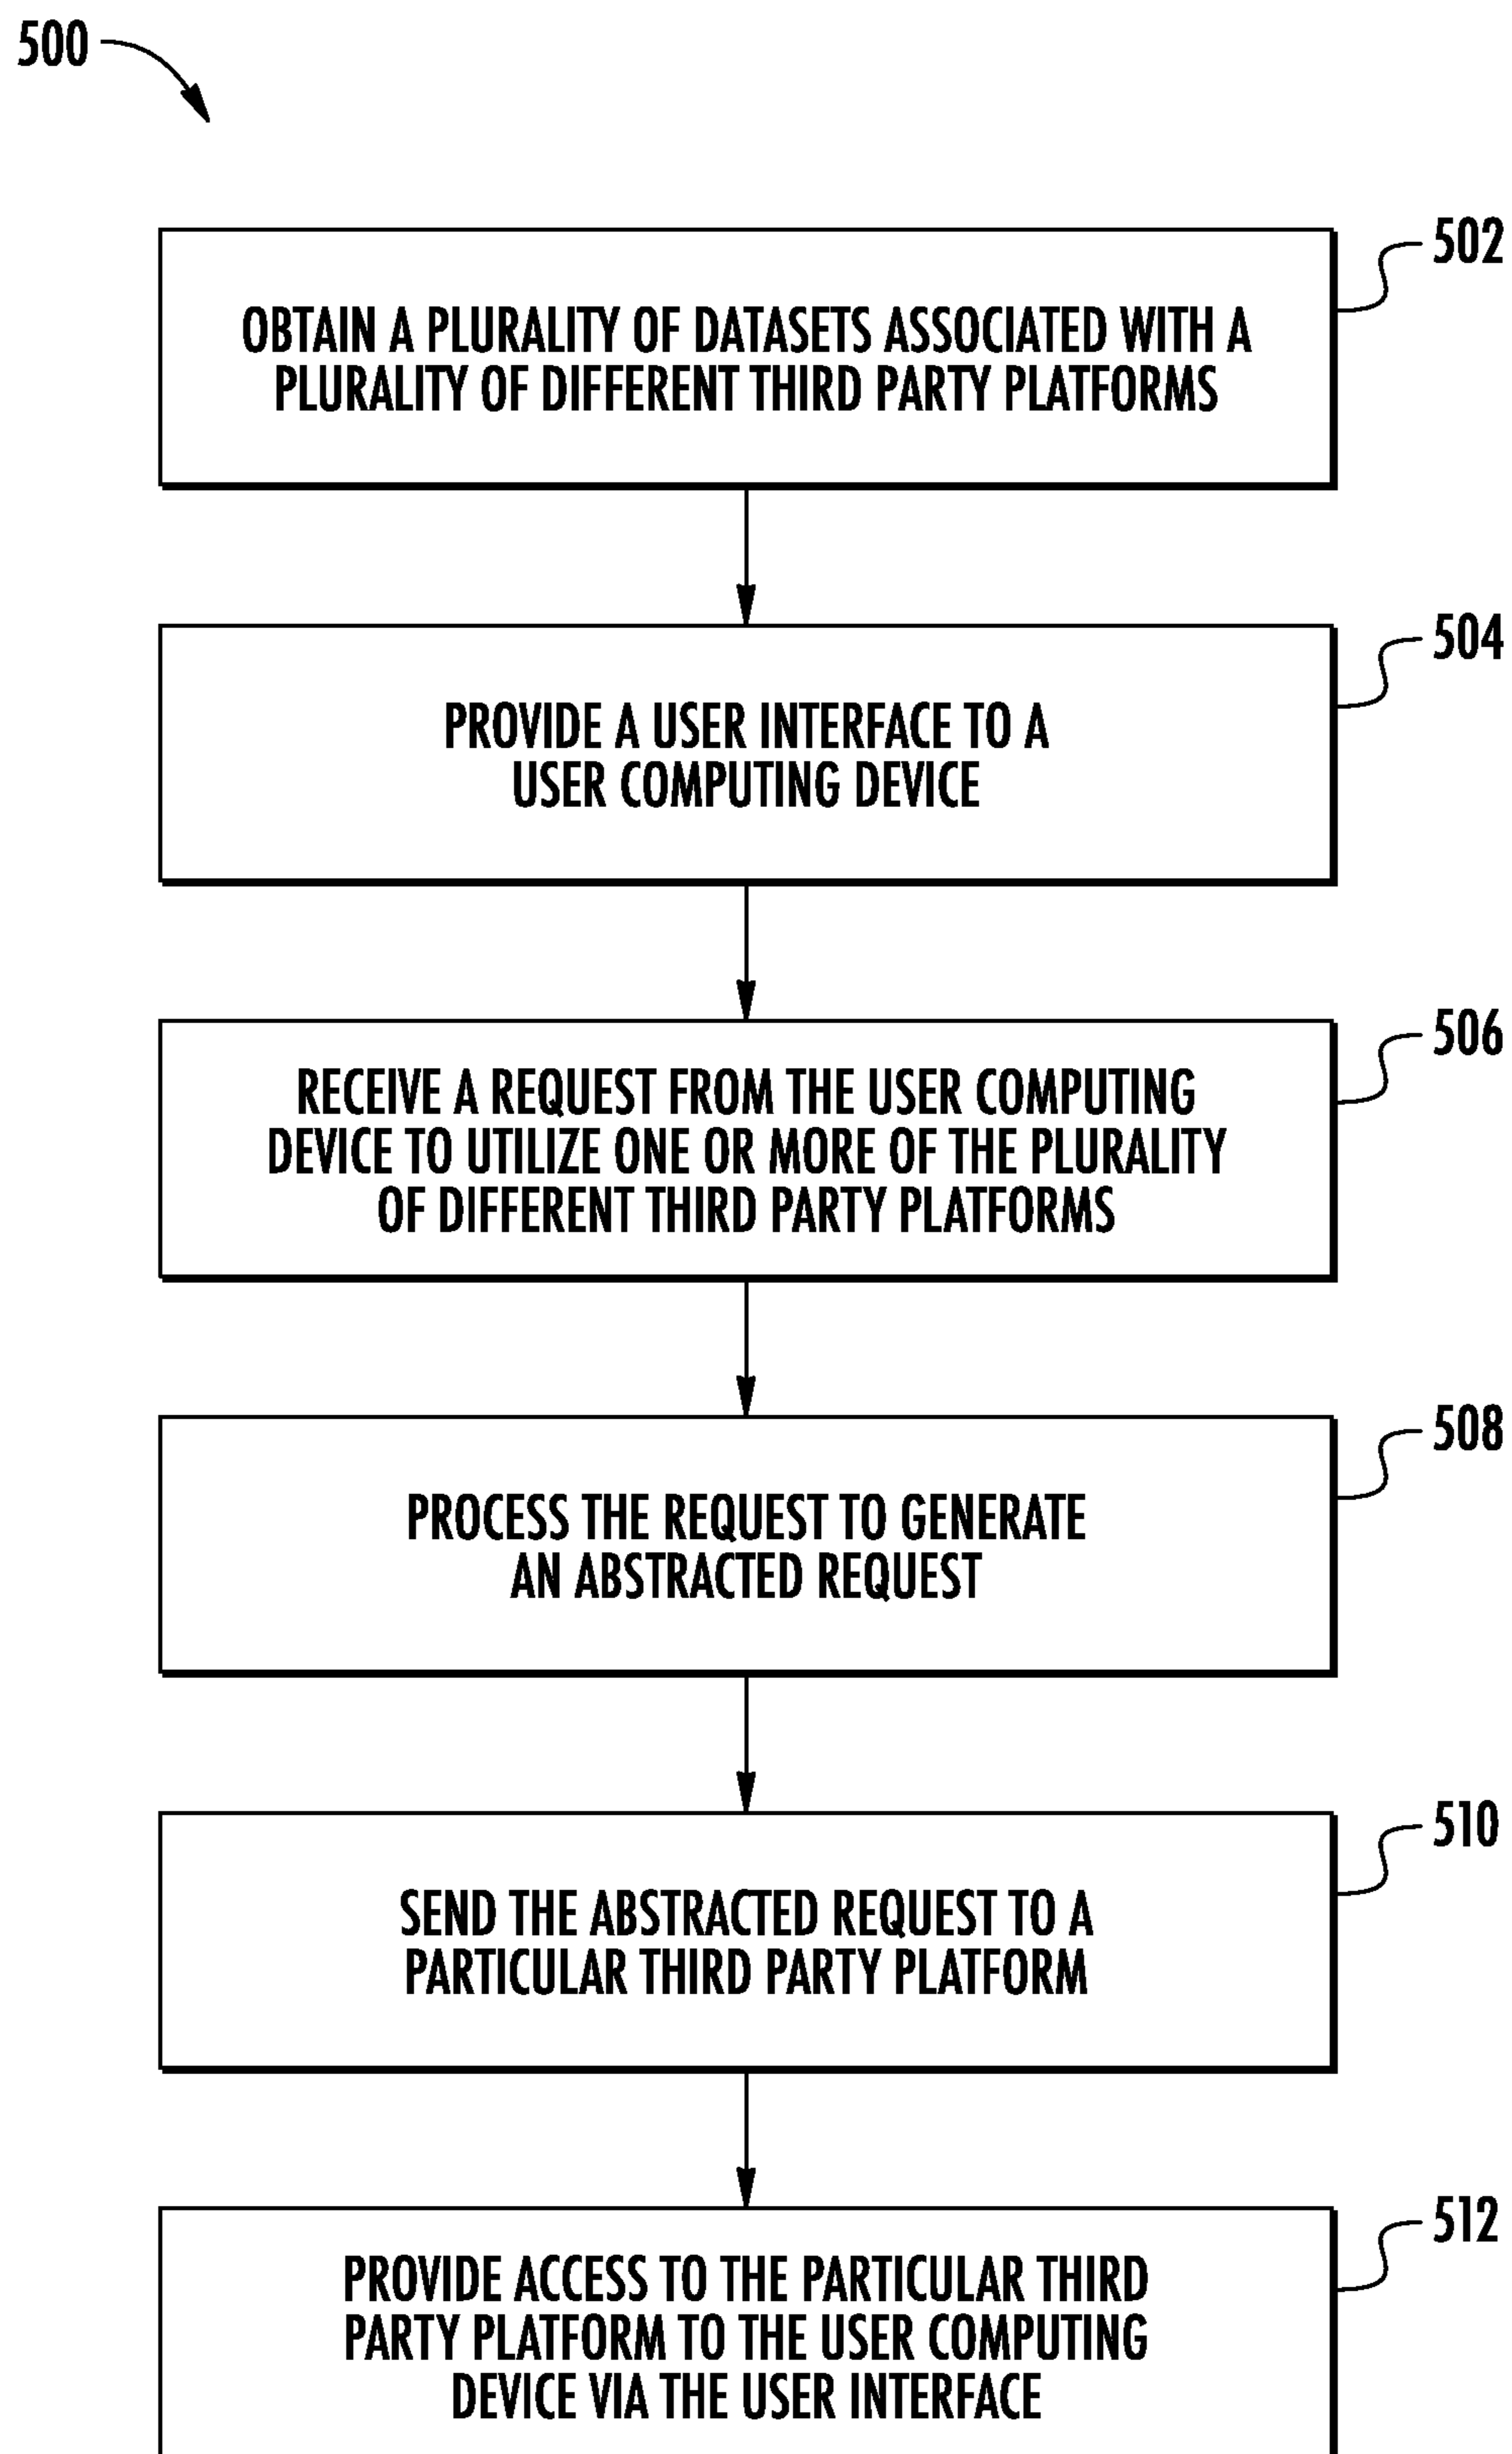 500
502
OBTAIN A PLURALITY OF DATASETS ASSOCIATED WITH A
PLURALITY OF DIFFERENT THIRD PARTY PLATFORMS
504
PROVIDE A USER INTERFACE TO A
USER COMPUTING DEVICE
506
RECEIVE A REQUEST FROM THE USER COMPUTING
DEVICE TO UTILIZE ONE OR MORE OF THE PLURALITY
OF DIFFERENT THIRD PARTY PLATFORMS
508
PROCESS THE REQUEST TO GENERATE
AN ABSTRACTED REQUEST
510
SEND THE ABSTRACTED REQUEST TO A
PARTICULAR THIRD PARTY PLATFORM
512
PROVIDE ACCESS TO THE PARTICULAR THIRD
PARTY PLATFORM TO THE USER COMPUTING
DEVICE VIA THE USER INTERFACE